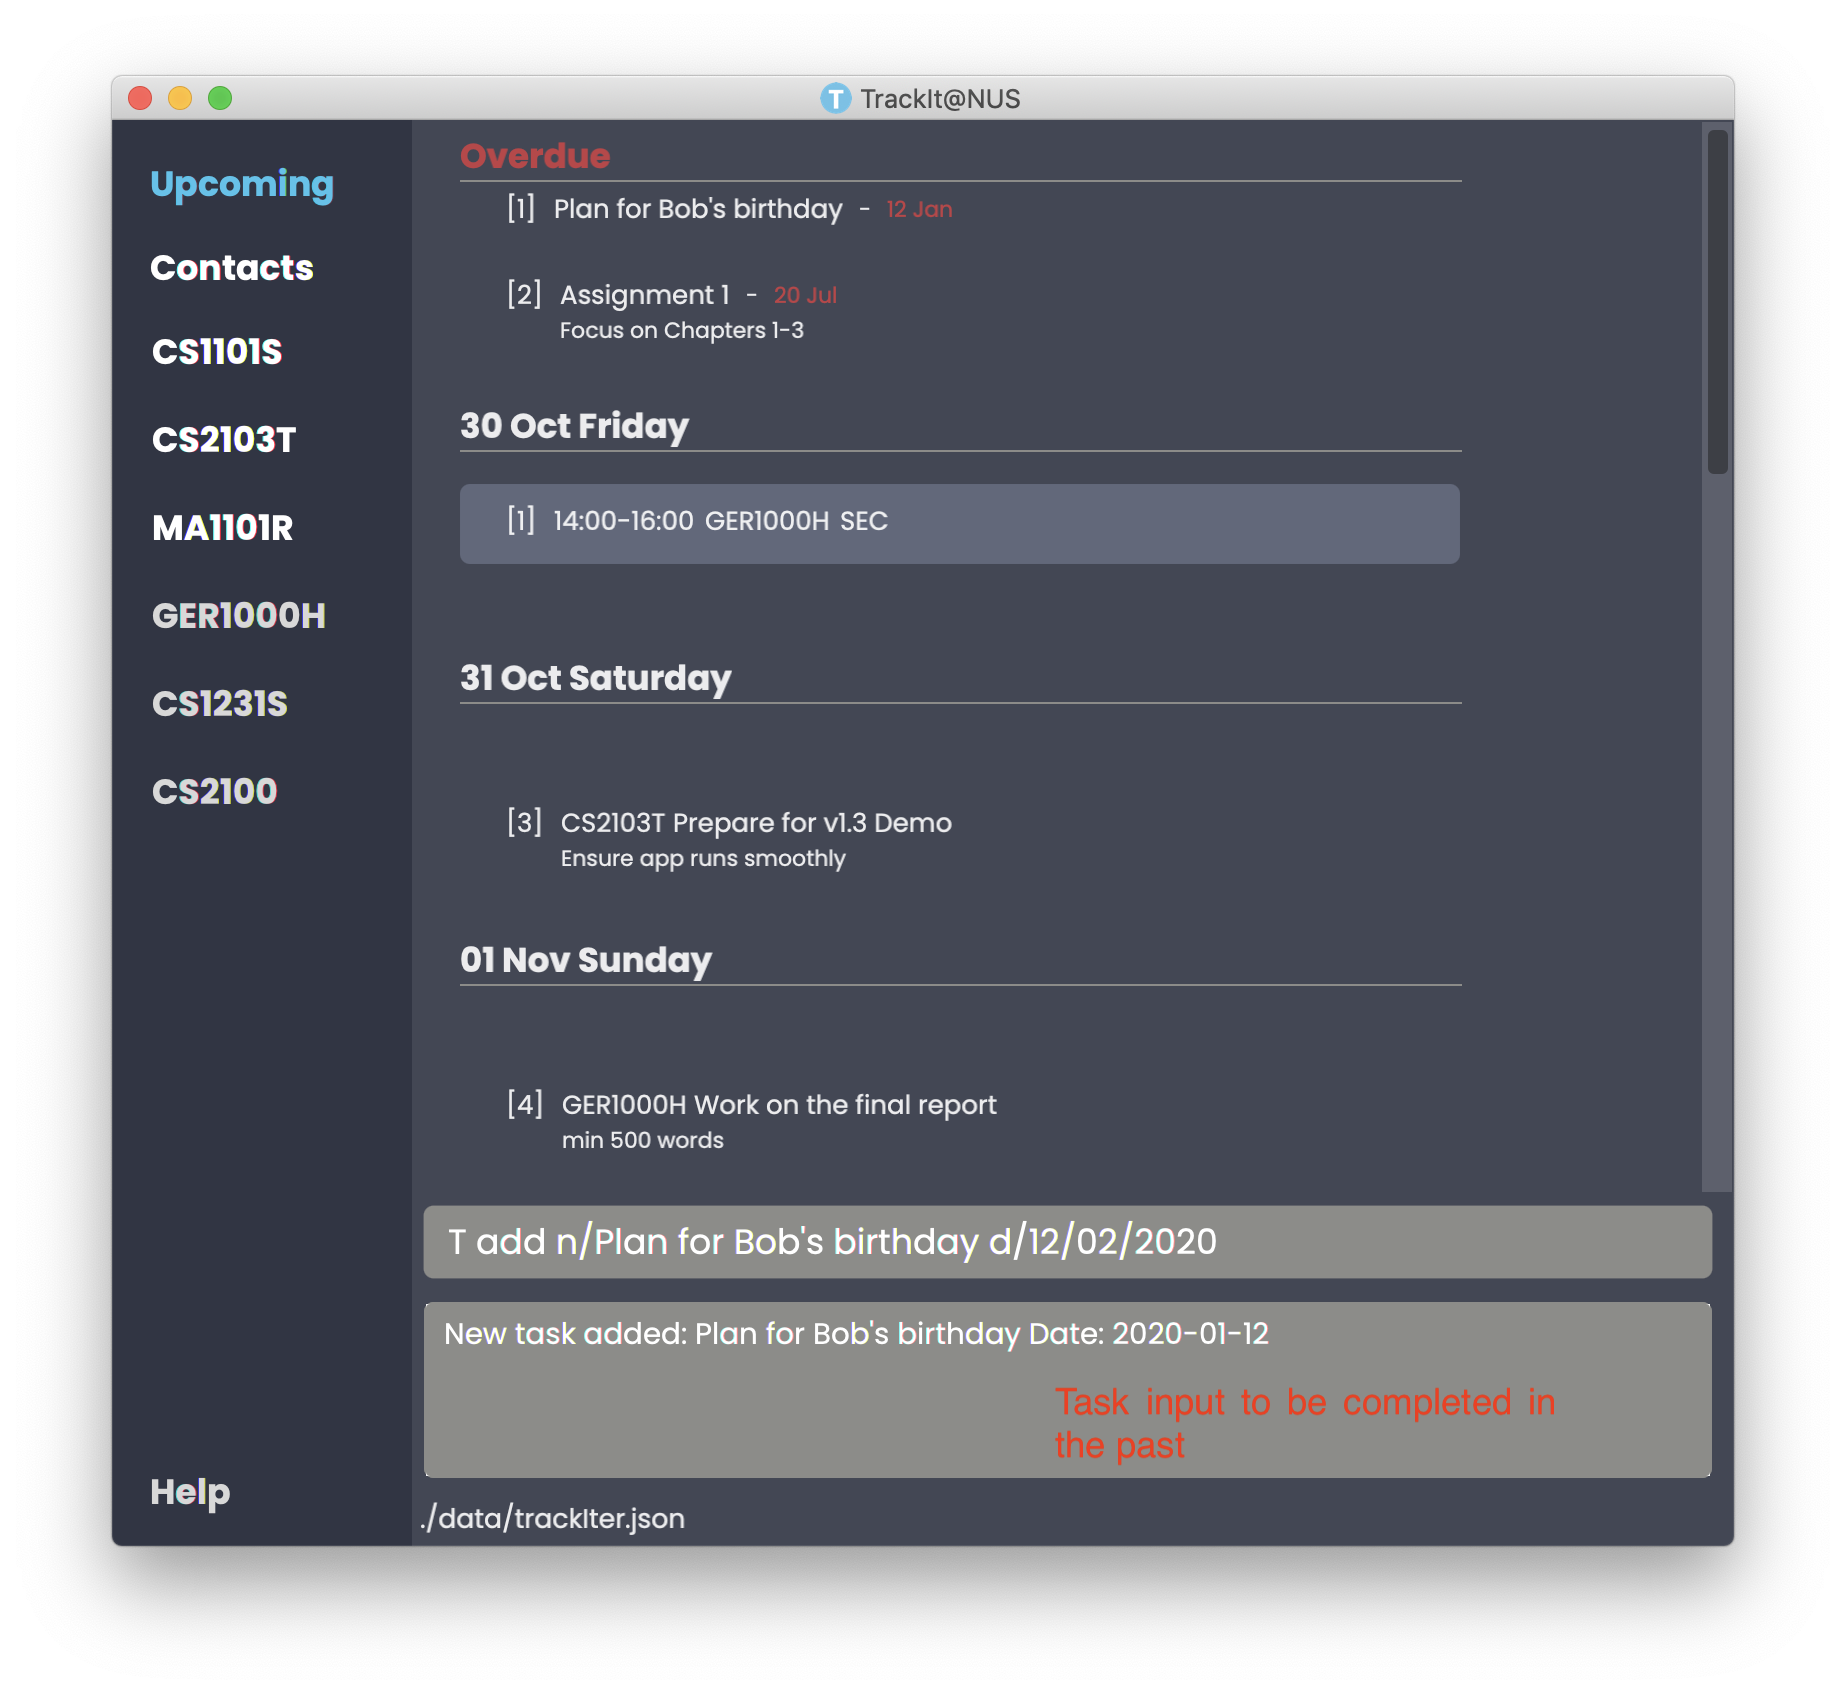 TrackIt@NUS
Upcoming
Contacts
CS1101S
CS2103T
MA1101R
GER1000H
CS1231S
CS2100
Help
Overdue
[1] Plan for Bob's birthday - 12 Jan
[2] Assignment 1 - 20 Jul
Focus on Chapters 1-3
30 Oct Friday
[1] 14:00-16:00 GER1000H SEC
31 Oct Saturday
[3] CS2103T Prepare for v1.3 Demo
Ensure app runs smoothly
01 Nov Sunday
[4] GER1000H Work on the final report
min 500 words
T add n/Plan for Bob's birthday d/12/02/2020
New task added: Plan for Bob's birthday Date: 2020-01-12
Task input to be completed in
the past
./data/trackIter.json